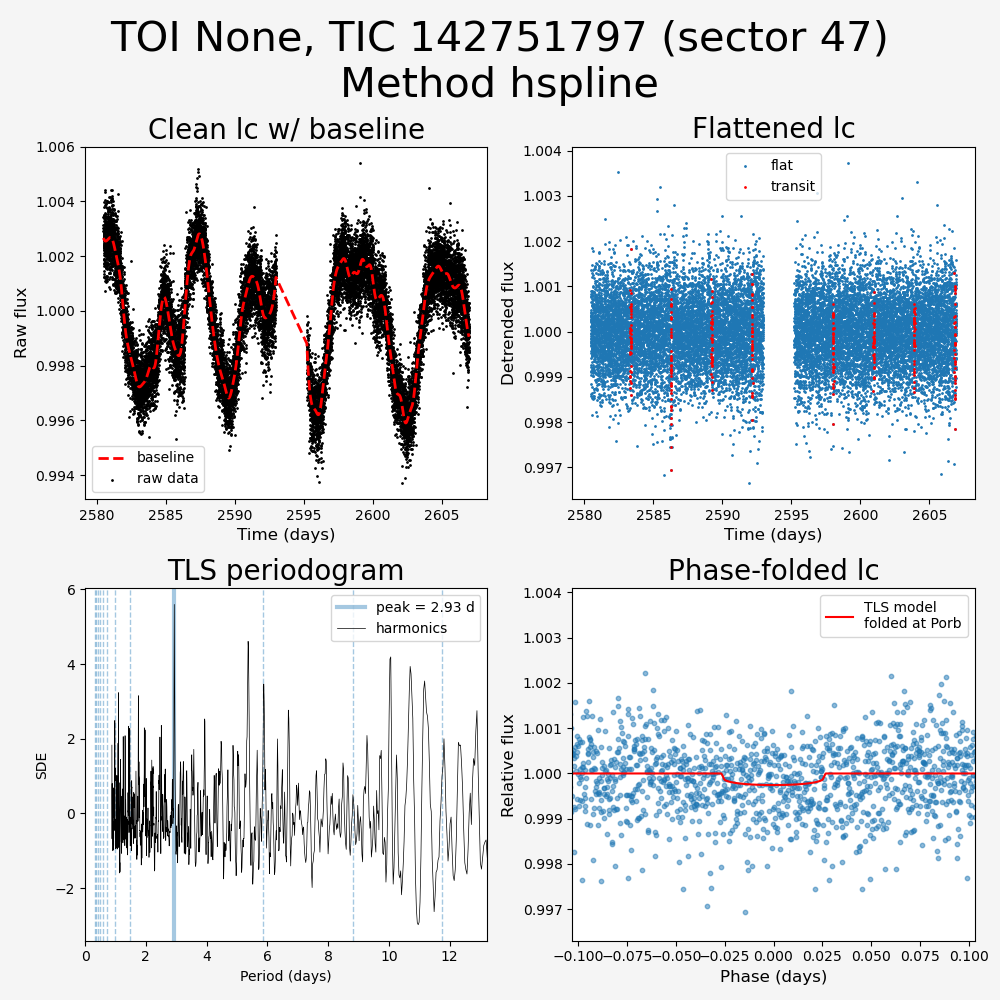 TOI None, TIC 142751797 (sector 47)
Method hspline
Clean lc w/ baseline
1.006
1.004
1.002
1.000
0.998
0.996
0.994
Raw flux
baseline
raw data
2580
2585
2590
2595
2600
2605
Time (days)
Flattened lc
1.004
1.003
1.002
1.001
1.000
0.999
0.998
0.997
Detrended flux
flat
transit
2580
2585
2590
2595
2600
2605
Time (days)
TLS periodogram
6
4
2
0
−2
SDE
peak = 2.93 d
harmonics
0
2
4
6
8
10
12
Period (days)
Phase-folded lc
1.004
1.003
1.002
1.001
1.000
0.999
0.998
0.997
Relative flux
TLS model
folded at Porb
−0.100
−0.075
−0.050
−0.025
0.000
0.025
0.050
0.075
0.100
Phase (days)